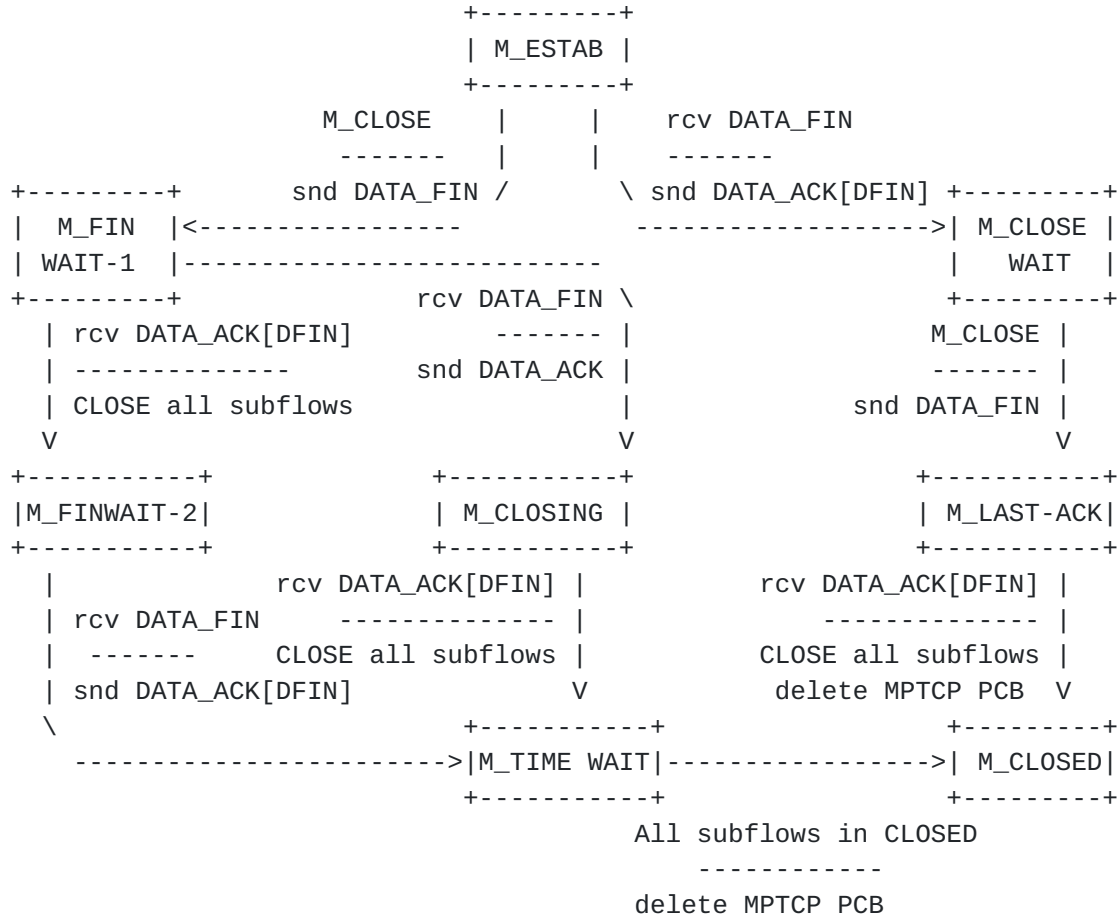 +---------+
                             | M_ESTAB |
                             +---------+
                    M_CLOSE    |     |    rcv DATA_FIN
                     -------   |     |    -------
+---------+       snd DATA_FIN /       \ snd DATA_ACK[DFIN] +---------+
|  M_FIN  |<-----------------           ------------------->| M_CLOSE |
| WAIT-1  |---------------------------                      |   WAIT  |
+---------+               rcv DATA_FIN \                    +---------+
  | rcv DATA_ACK[DFIN]         ------- |                   M_CLOSE |
  | --------------        snd DATA_ACK |                   ------- |
  | CLOSE all subflows                 |              snd DATA_FIN |
  V                                    V                           V
+-----------+              +-----------+                  +-----------+
|M_FINWAIT-2|              | M_CLOSING |                  | M_LAST-ACK|
+-----------+              +-----------+                  +-----------+
  |              rcv DATA_ACK[DFIN] |           rcv DATA_ACK[DFIN] |
  | rcv DATA_FIN     -------------- |               -------------- |
  |  -------     CLOSE all subflows |           CLOSE all subflows |
  | snd DATA_ACK[DFIN]              V            delete MPTCP PCB  V
  \                          +-----------+                  +---------+
    ------------------------>|M_TIME WAIT|----------------->| M_CLOSED|
                             +-----------+                  +---------+
                                        All subflows in CLOSED
                                            ------------
                                        delete MPTCP PCB